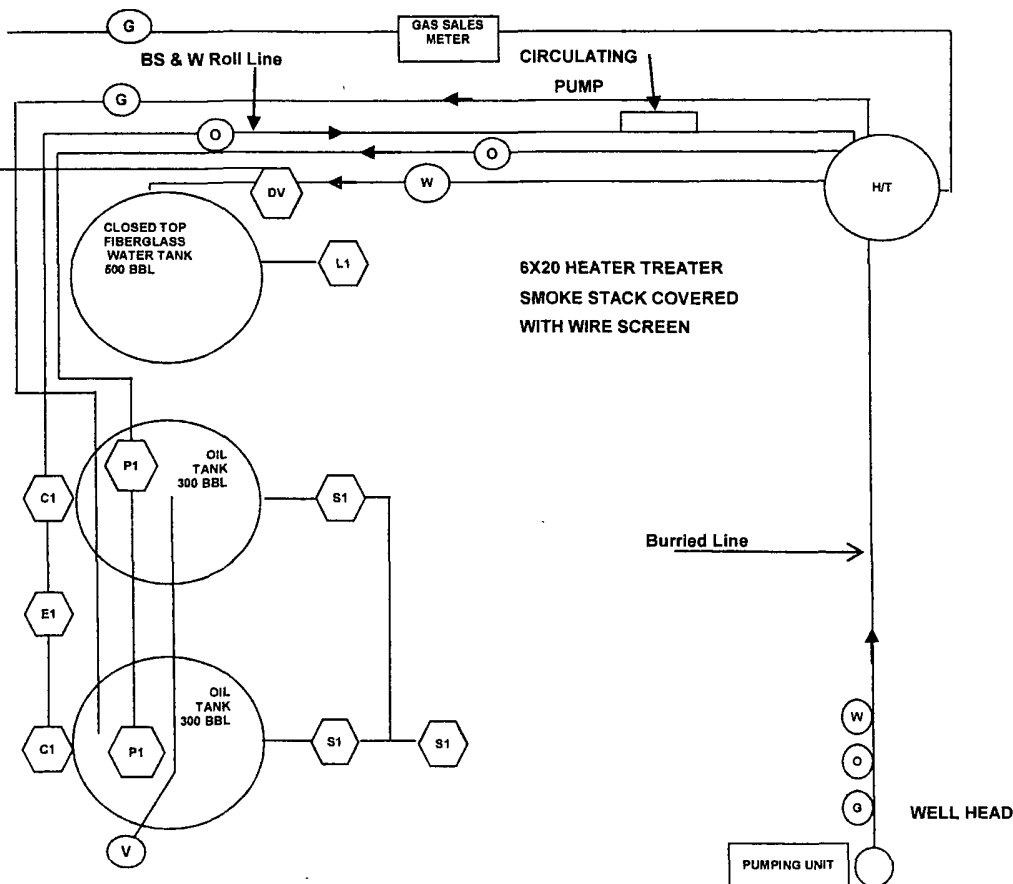 G
GAS SALES
METER
BS & W Roll Line
CIRCULATING
PUMP
G
O
O
DV
W
H/T
CLOSED TOP
FIBERGLASS
WATER TANK
500 BBL
L1
6X20 HEATER TREATER
SMOKE STACK COVERED
WITH WIRE SCREEN
P1
OIL
TANK
300 BBL
C1
S1
Burried Line
E1
OIL
TANK
300 BBL
C1
P1
S1
S1
W
O
G
WELL HEAD
V
PUMPING UNIT